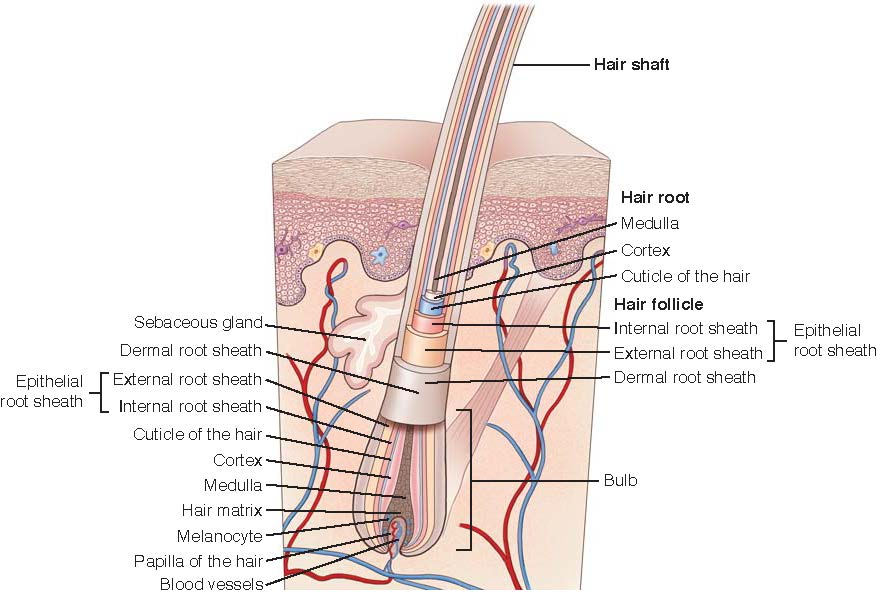 Hair shaft
Hair root
Medulla
Cortex
Cuticle of the hair
Hair follicle
Internal root sheath
External root sheath
Epithelial
root sheath
Dermal root sheath
Bulb
Sebaceous gland
Dermal root sheath
Epithelial
root sheath
External root sheath
Internal root sheath
Cuticle of the hair
Cortex
Medulla
Hair matrix
Melanocyte
Papilla of the hair
Blood vessels